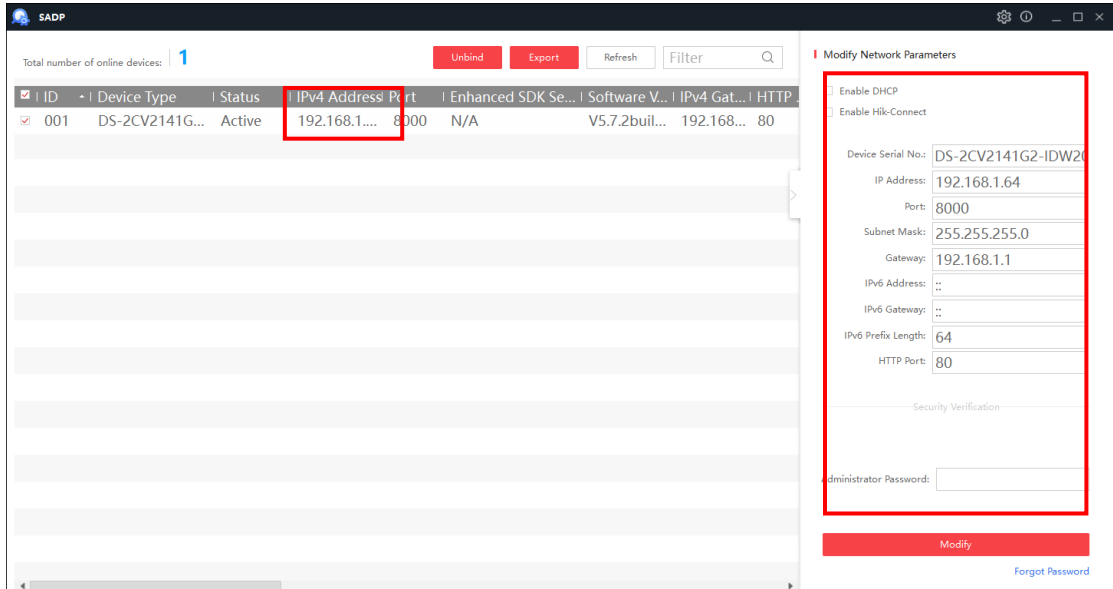 SADP
Total number of online devices: 1
Unbind
Export
Refresh
Filter
ID Device Type Status IPv4 Address Port Enhanced SDK Se... Software V... IPv4 Gat... HTTP
001 DS-2CV2141G... Active 192.168.1.... 8000 N/A V5.7.2buil... 192.168... 80
Modify Network Parameters
Enable DHCP
Enable Hik-Connect
Device Serial No.: DS-2CV2141G2-IDW20
IP Address: 192.168.1.64
Port: 8000
Subnet Mask: 255.255.255.0
Gateway: 192.168.1.1
IPv6 Address: ::
IPv6 Gateway: ::
IPv6 Prefix Length: 64
HTTP Port: 80
Security Verification
Administrator Password:
Modify
Forgot Password